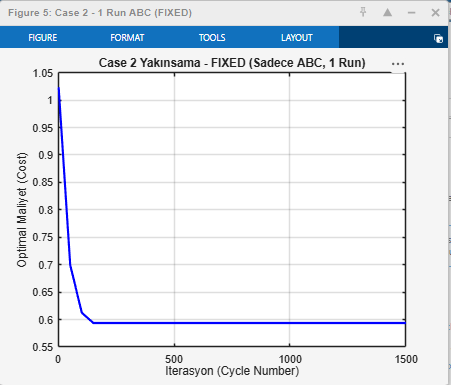 Figure 5: Case 2 - 1 Run ABC (FIXED)
FIGURE FORMAT TOOLS LAYOUT
Case 2 Yakınsama - FIXED (Sadece ABC, 1 Run)
Optimal Maliyet (Cost)
1.05
1
0.95
0.9
0.85
0.8
0.75
0.7
0.65
0.6
0.55
0 500 1000 1500
İterasyon (Cycle Number)